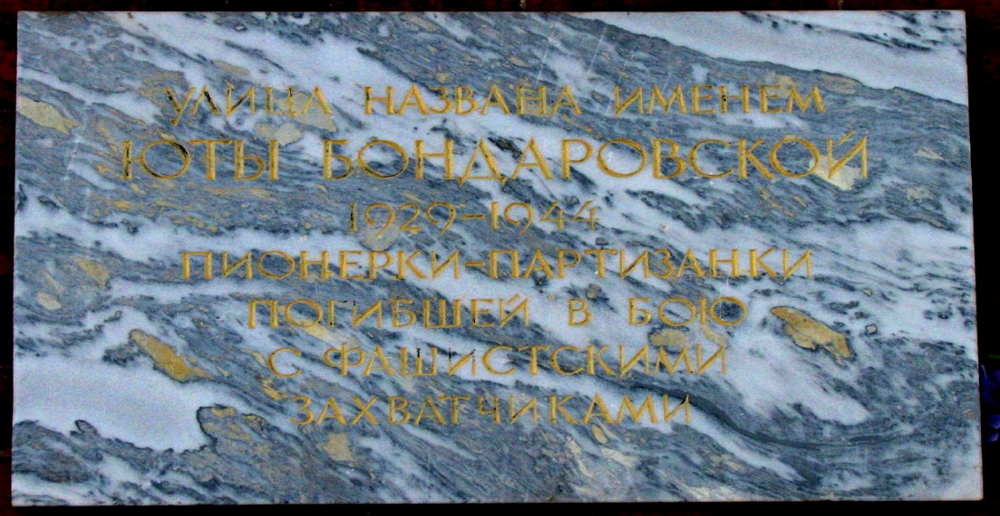 УЛИЦА НАЗВАНА ИМЕНЕМ
ЮТЫ БОНДАРОВСКОЙ
1929-1944
ПИОНЕРКИ-ПАРТИЗАНКИ
ПОГИБШЕЙ В БОЮ
С ФАШИСТСКИМИ
ЗАХВАТЧИКАМИ